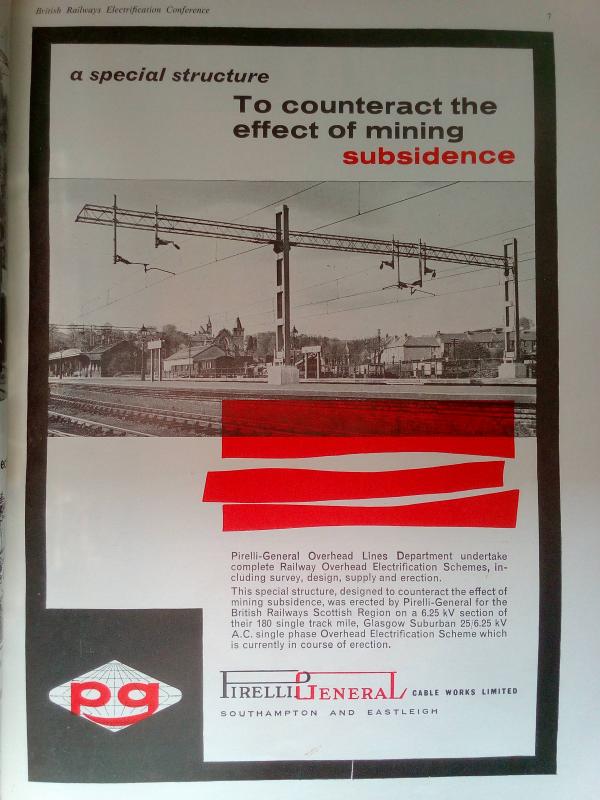 British Railways Electrification Conference
7
a special structure
To counteract the
effect of mining
subsidence
Pirelli-General Overhead Lines Department undertake
complete Railway Overhead Electrification Schemes, in-
cluding survey, design, supply and erection.
This special structure, designed to counteract the effect of
mining subsidence, was erected by Pirelli-General for the
British Railways Scottish Region on a 6.25 kV section of
their 180 single track mile, Glasgow Suburban 25/6.25 kV
A.C. single phase Overhead Electrification Scheme which
is currently in course of erection.
pg
PIRELLI GENERAL CABLE WORKS LIMITED
SOUTHAMPTON AND EASTLEIGH